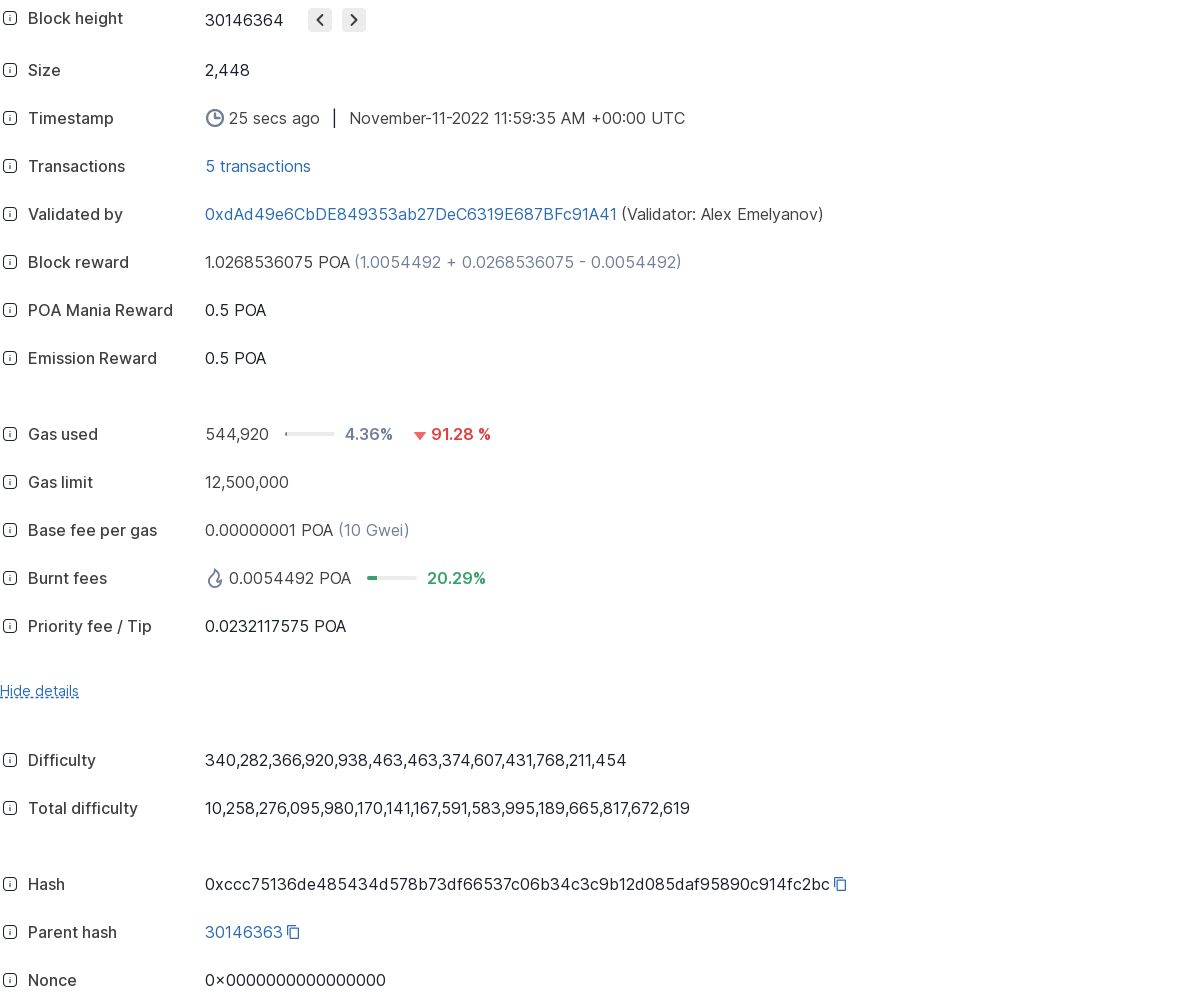 Block height 30146364
Size 2,448
Timestamp 25 secs ago | November-11-2022 11:59:35 AM +00:00 UTC
Transactions 5 transactions
Validated by 0xdAd49e6CbDE849353ab27DeC6319E687BFc91A41 (Validator: Alex Emelyanov)
Block reward 1.0268536075 POA (1.0054492 + 0.0268536075 - 0.0054492)
POA Mania Reward 0.5 POA
Emission Reward 0.5 POA
Gas used 544,920 4.36% 91.28 %
Gas limit 12,500,000
Base fee per gas 0.00000001 POA (10 Gwei)
Burnt fees 0.0054492 POA 20.29%
Priority fee / Tip 0.0232117575 POA
Hide details
Difficulty 340,282,366,920,938,463,463,374,607,431,768,211,454
Total difficulty 10,258,276,095,980,170,141,167,591,583,995,189,665,817,672,619
Hash 0xccc75136de485434d578b73df66537c06b34c3c9b12d085daf95890c914fc2bc
Parent hash 30146363
Nonce 0x0000000000000000